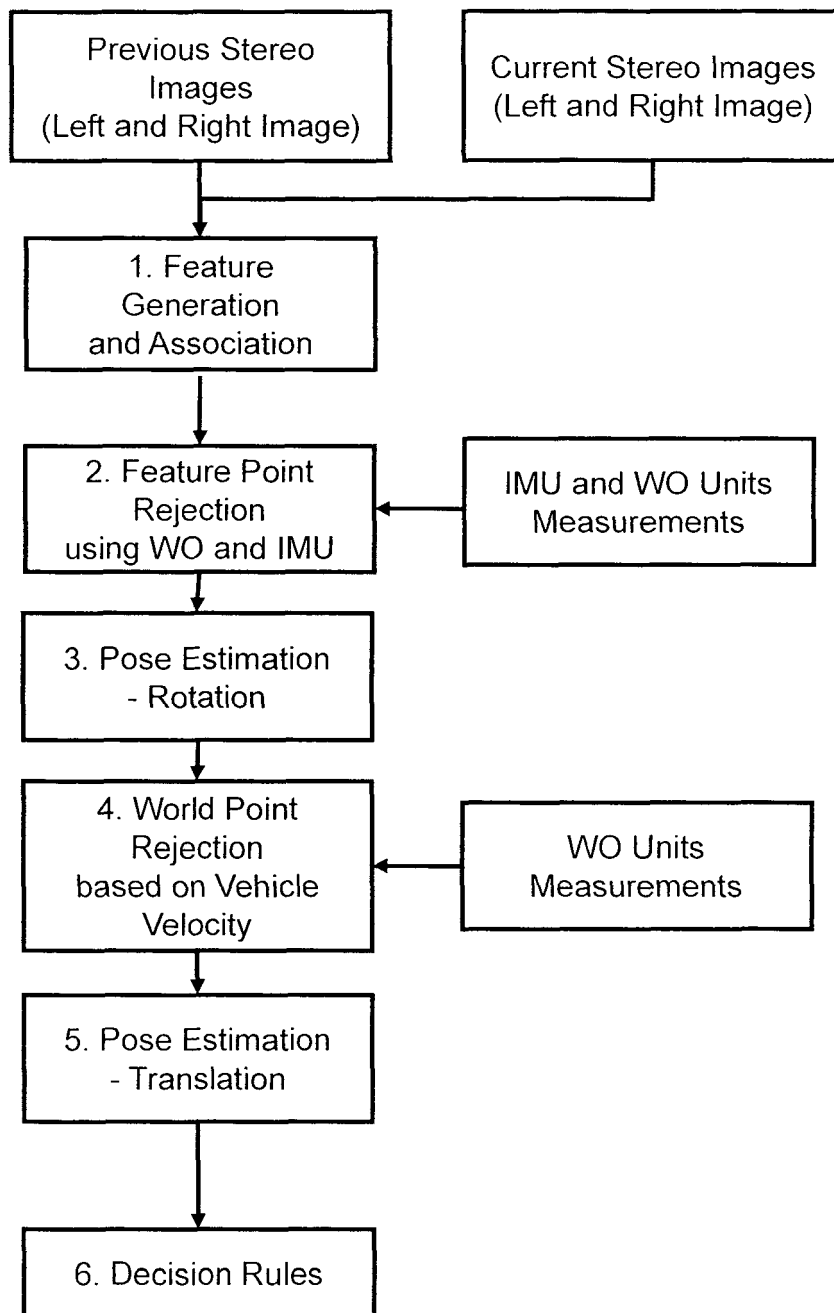 Previous Stereo
Images
(Left and Right Image)
Current Stereo Images
(Left and Right Image)
1. Feature
Generation
and Association
2. Feature Point
Rejection
using WO and IMU
IMU and WO Units
Measurements
3. Pose Estimation
- Rotation
4. World Point
Rejection
based on Vehicle
Velocity
WO Units
Measurements
5. Pose Estimation
- Translation
6. Decision Rules